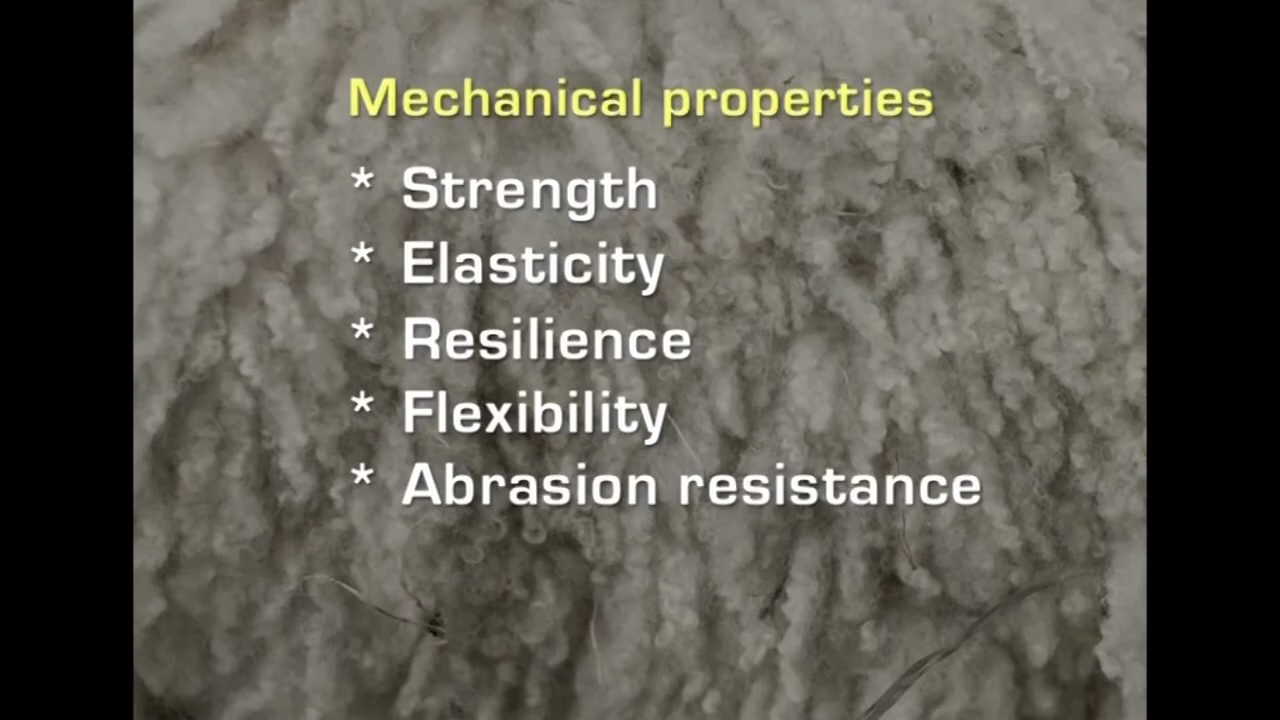 Mechanical properties
* Strength
* Elasticity
* Resilience
* Flexibility
* Abrasion resistance